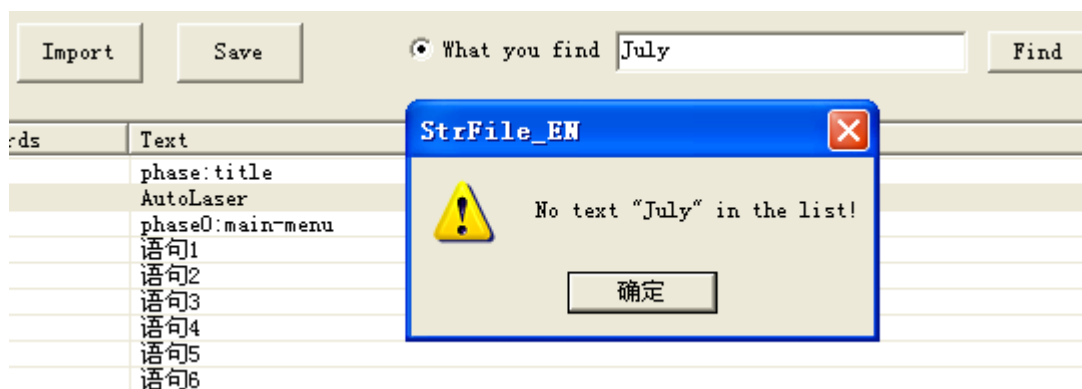 Import Save What you find July Find
rds Text
StrFile_EN
No text "July" in the list!
确定
phase:title
AutoLaser
phase0:main-menu
语句1
语句2
语句3
语句4
语句5
语句6